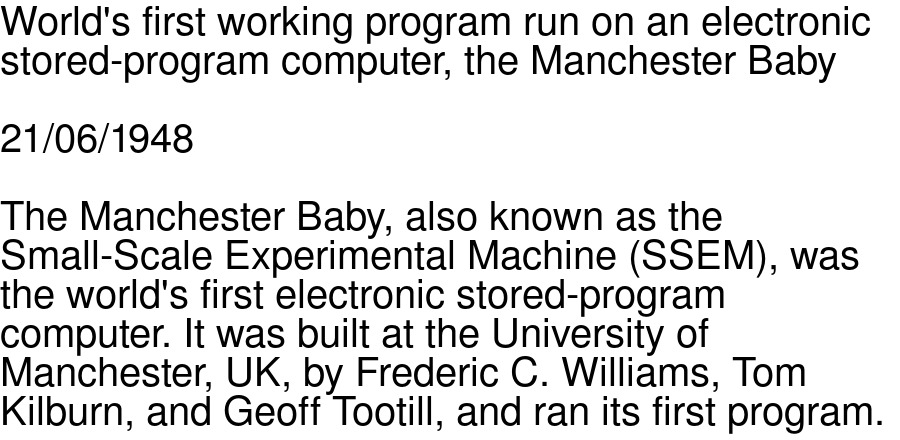 World's first working program run on an electronic
stored-program computer, the Manchester Baby
21/06/1948
The Manchester Baby, also known as the
Small-Scale Experimental Machine (SSEM), was
the world's first electronic stored-program
computer. It was built at the University of
Manchester, UK, by Frederic C. Williams, Tom
Kilburn, and Geoff Tootill, and ran its first program.